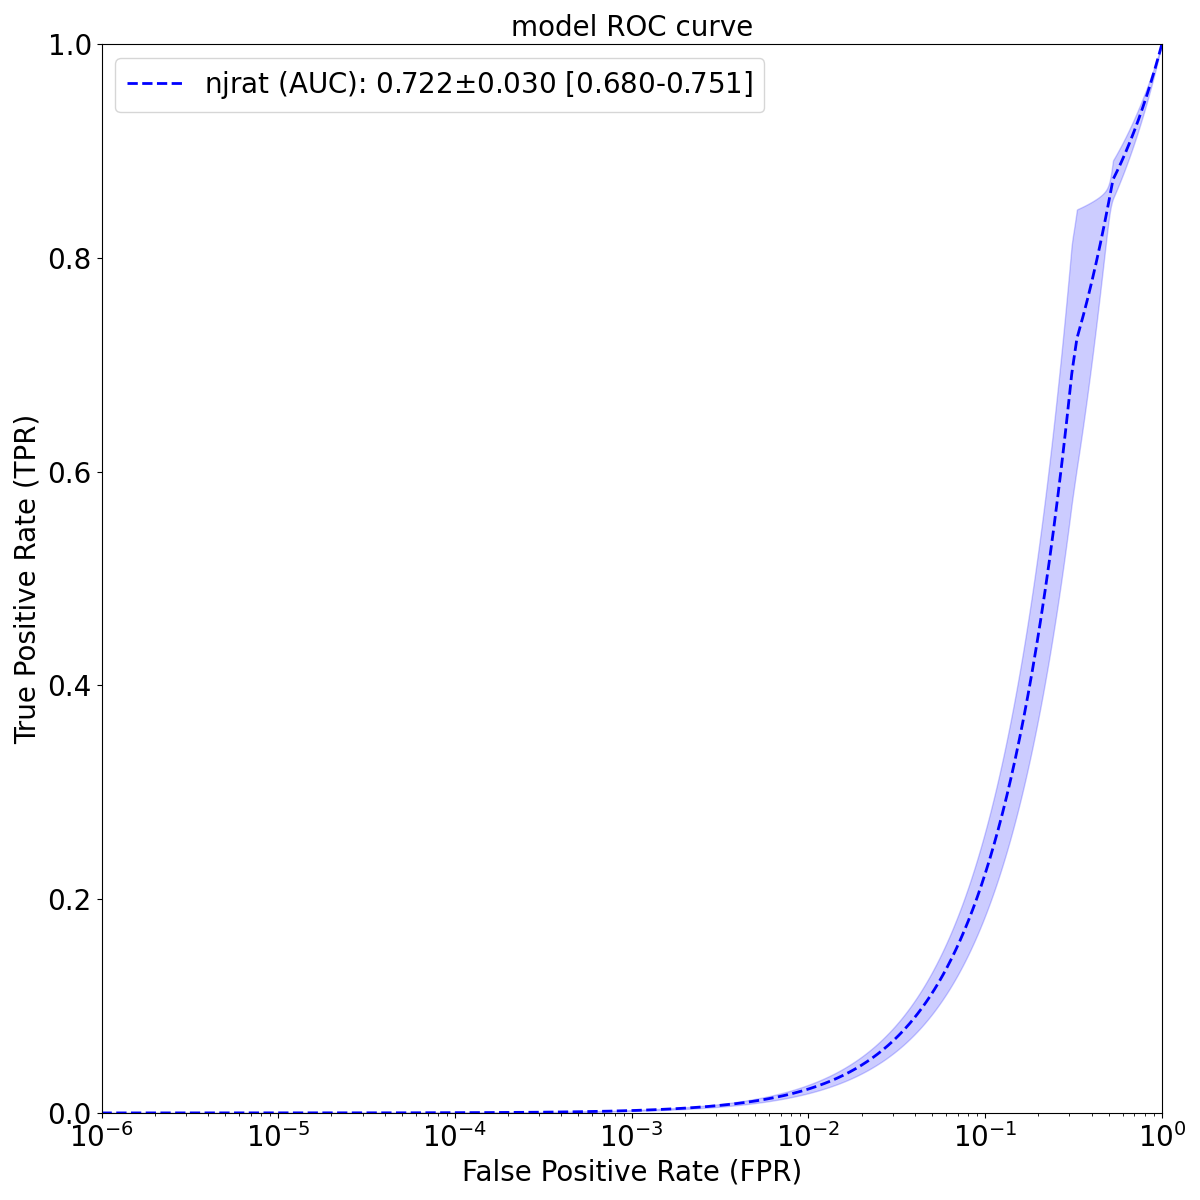 model ROC curve
njrat (AUC): 0.722±0.030 [0.680-0.751]
True Positive Rate (TPR)
1.0
0.8
0.6
0.4
0.2
0.0
10⁻⁶ 10⁻⁵ 10⁻⁴ 10⁻³ 10⁻² 10⁻¹ 10⁰
False Positive Rate (FPR)